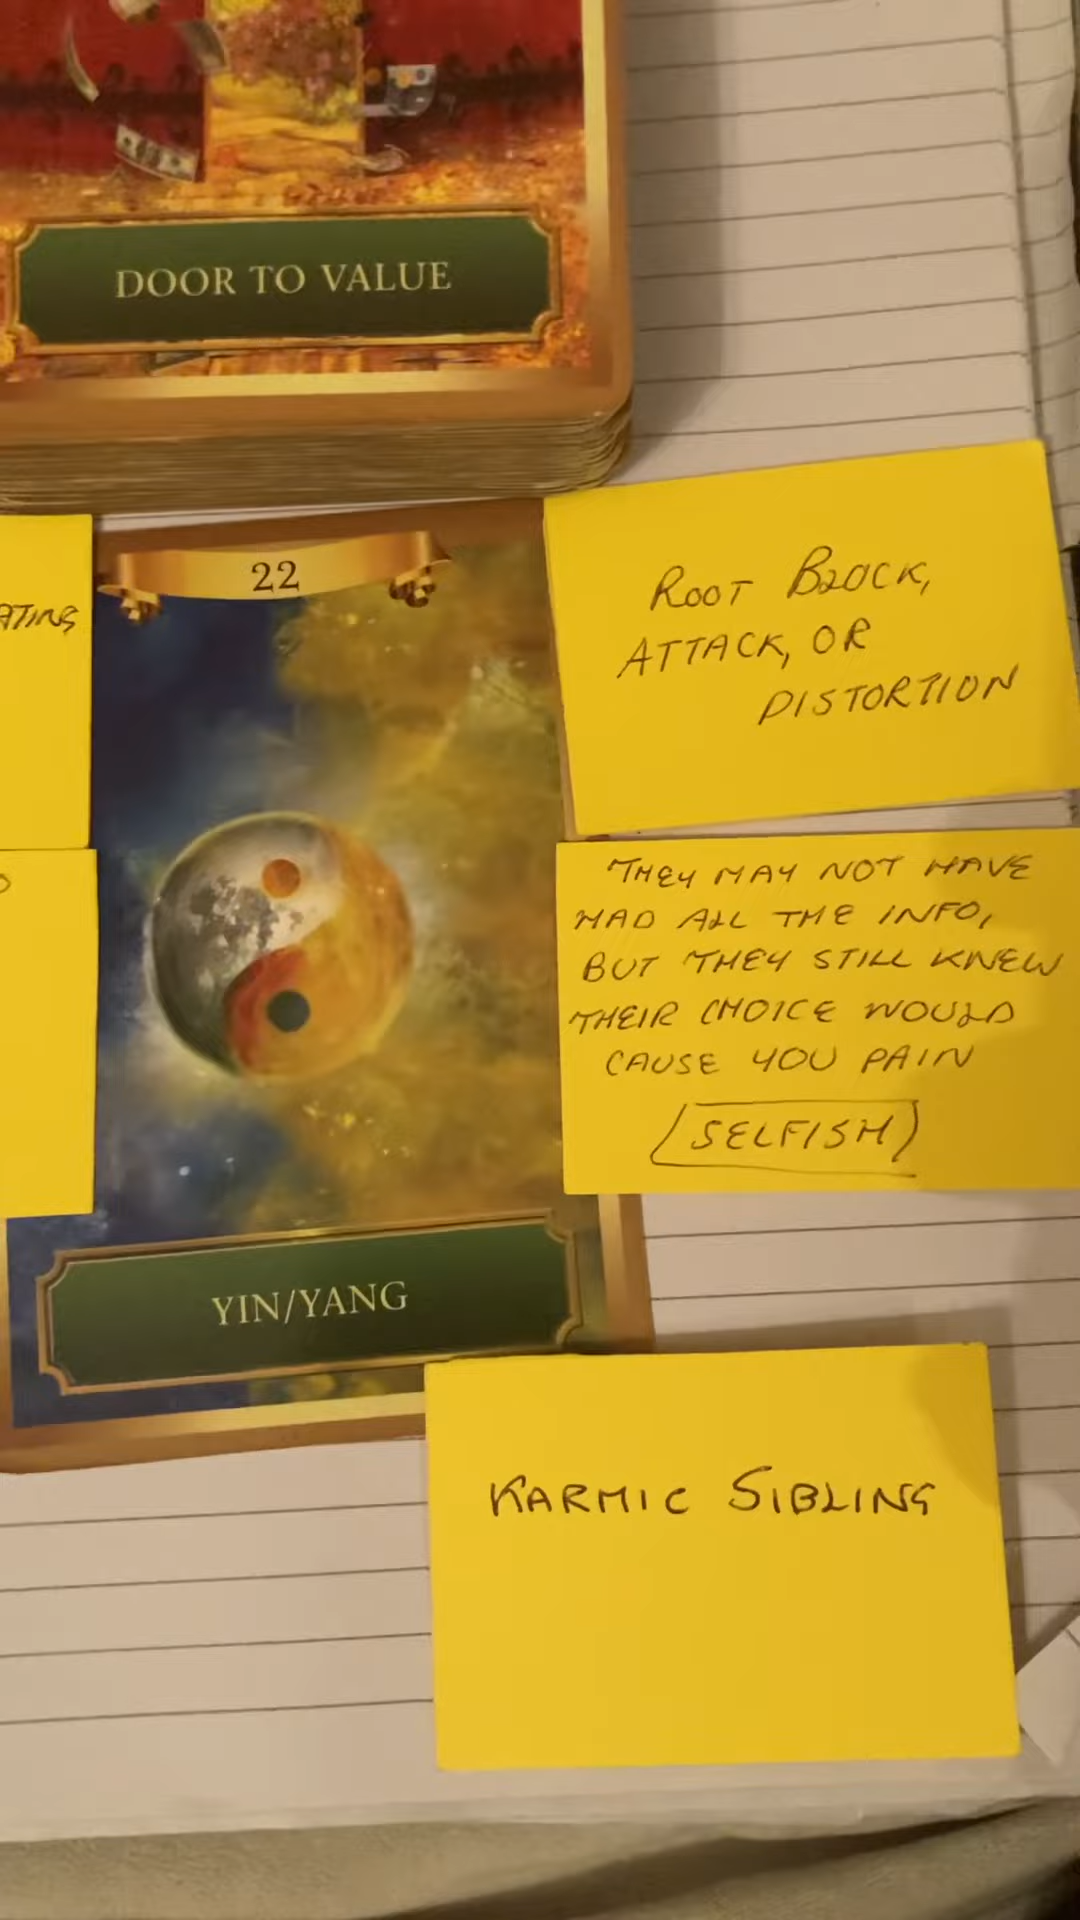 DOOR TO VALUE
22
ROOT BLOCK,
ATTACK, OR
DISTORTION
THEY MAY NOT HAVE
HAD ALL THE INFO,
BUT THEY STILL KNEW
THEIR CHOICE WOULD
CAUSE YOU PAIN
(SELFISH)
YIN/YANG
KARMIC SIBLING